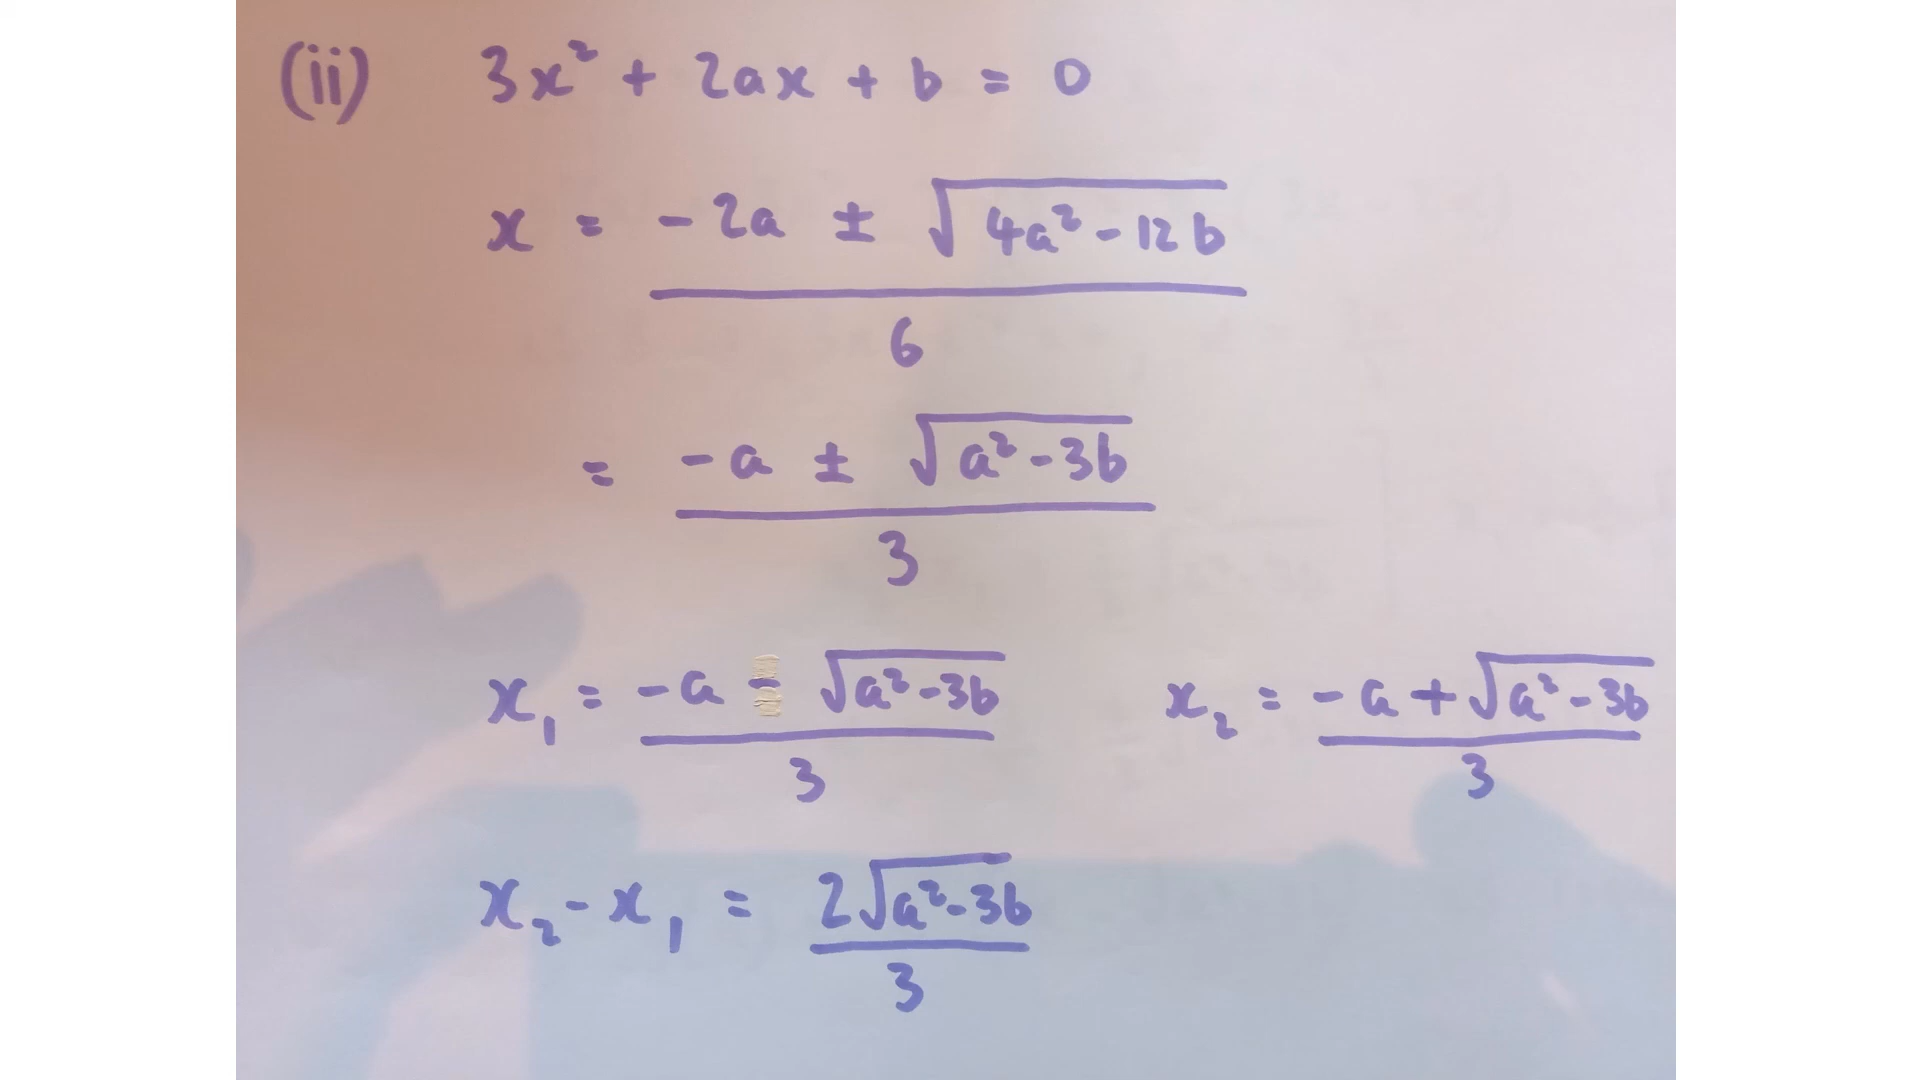 (ii) 3x² + 2ax + b = 0
x = (-2a ± √(4a² - 12b)) / 6
= (-a ± √(a² - 3b)) / 3
x₁ = (-a - √(a² - 3b)) / 3 x₂ = (-a + √(a² - 3b)) / 3
x₂ - x₁ = 2√(a² - 3b) / 3